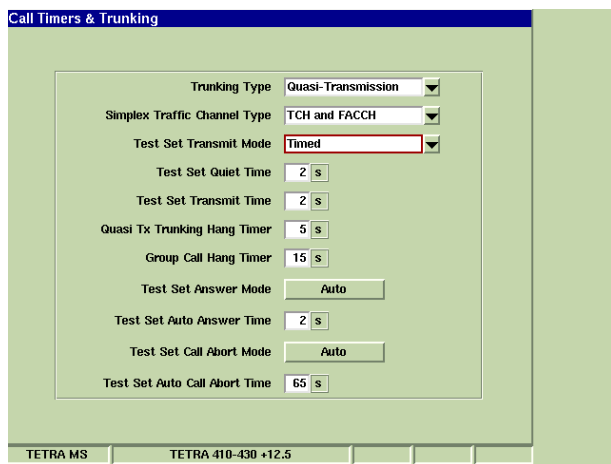 Call Timers & Trunking
Trunking Type Quasi-Transmission
Simplex Traffic Channel Type TCH and FACCH
Test Set Transmit Mode Timed
Test Set Quiet Time 2 s
Test Set Transmit Time 2 s
Quasi Tx Trunking Hang Timer 5 s
Group Call Hang Timer 15 s
Test Set Answer Mode Auto
Test Set Auto Answer Time 2 s
Test Set Call Abort Mode Auto
Test Set Auto Call Abort Time 65 s
TETRA MS TETRA 410-430 +12.5